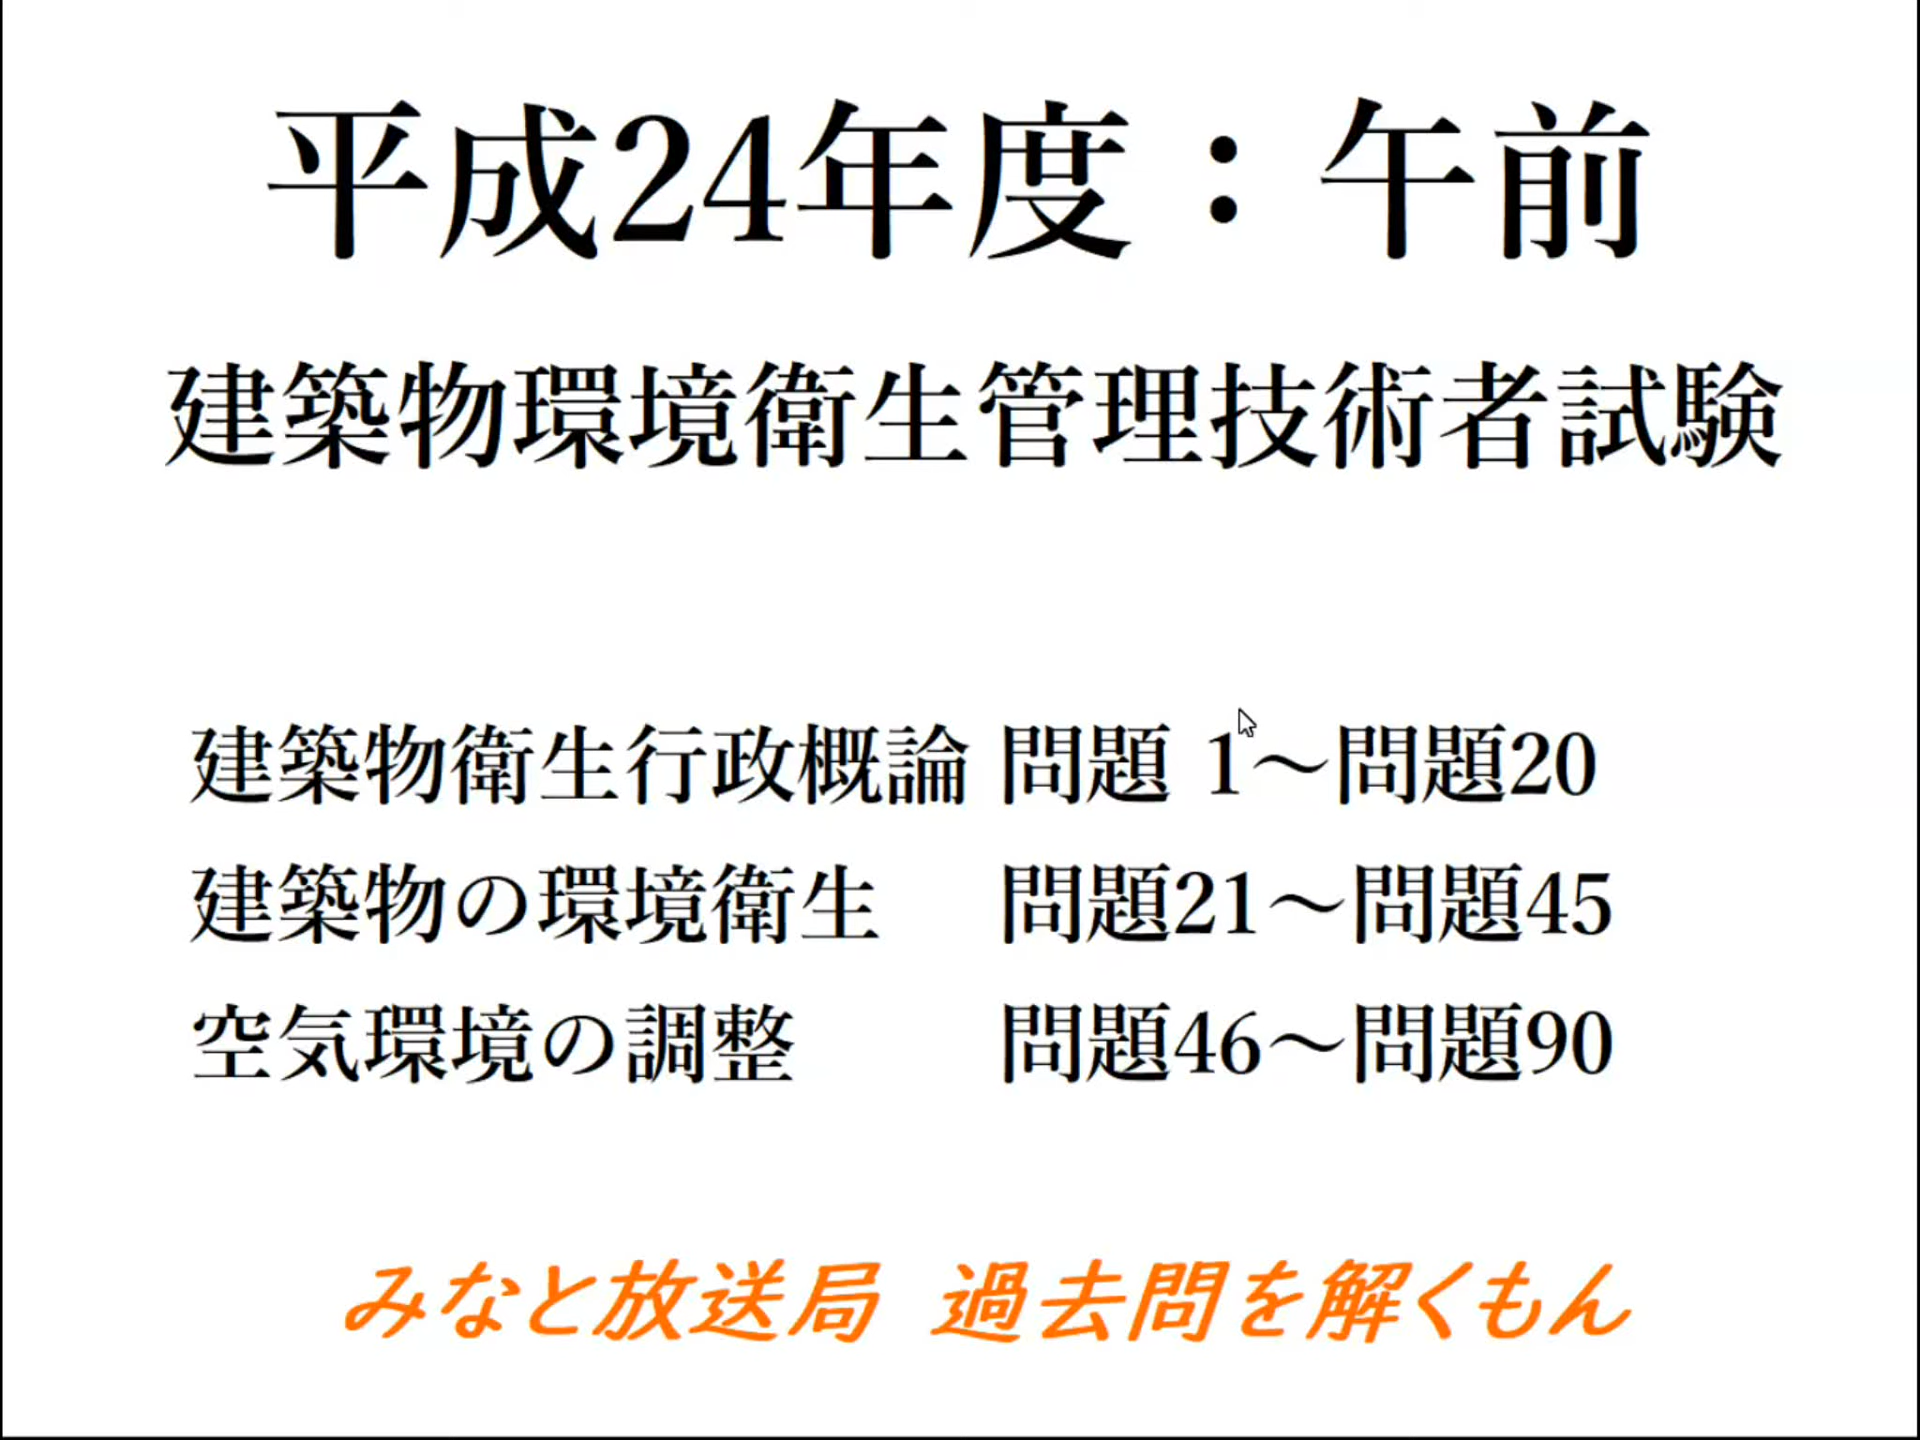 平成24年度：午前
建築物環境衛生管理技術者試験
建築物衛生行政概論 問題 1～問題20
建築物の環境衛生 問題21～問題45
空気環境の調整 問題46～問題90
みなと放送局 過去問を解くもん